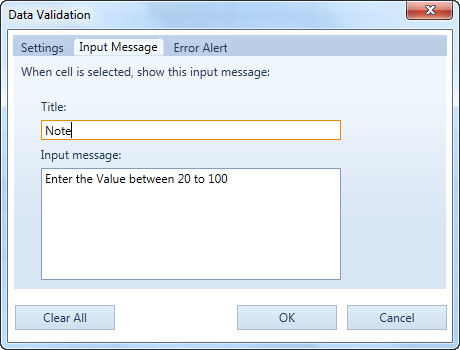 Data Validation
Settings Input Message Error Alert
When cell is selected, show this input message:
Title:
Note
Input message:
Enter the Value between 20 to 100
Clear All OK Cancel